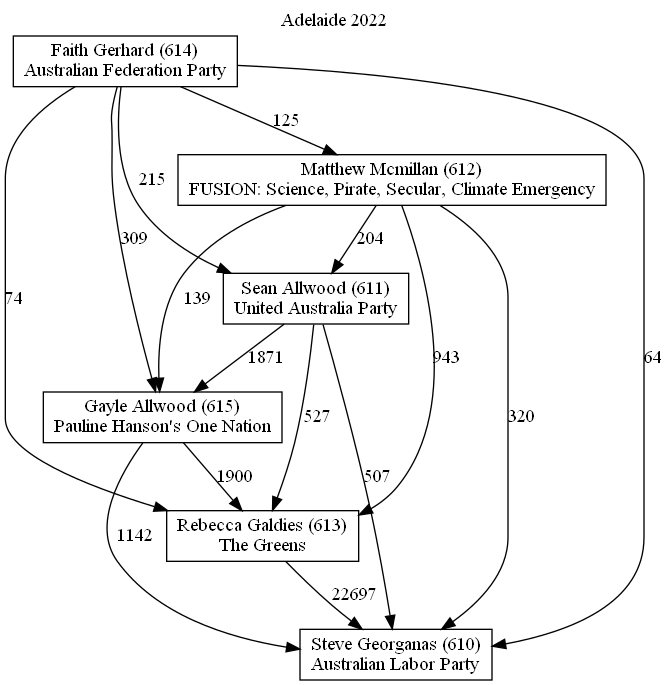 Adelaide 2022
Faith Gerhard (614)
Australian Federation Party
125
Matthew Mcmillan (612)
FUSION: Science, Pirate, Secular, Climate Emergency
215
309
204
139
74
Sean Allwood (611)
United Australia Party
1871
943
64
Gayle Allwood (615)
Pauline Hanson's One Nation
527
320
1900
507
Rebecca Galdies (613)
The Greens
1142
22697
Steve Georganas (610)
Australian Labor Party